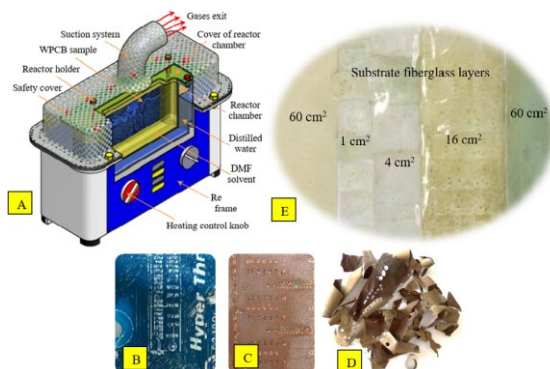 Gases exit
Suction system
WPCB sample
Cover of reactor
chamber
Reactor holder
Safety cover
Reactor
chamber
Distilled
water
DMF
solvent
Re
frame
Heating control knob
A
Substrate fiberglass layers
60 cm²
1 cm²
4 cm²
16 cm²
60 cm²
E
Hyper Thr
B
C
D